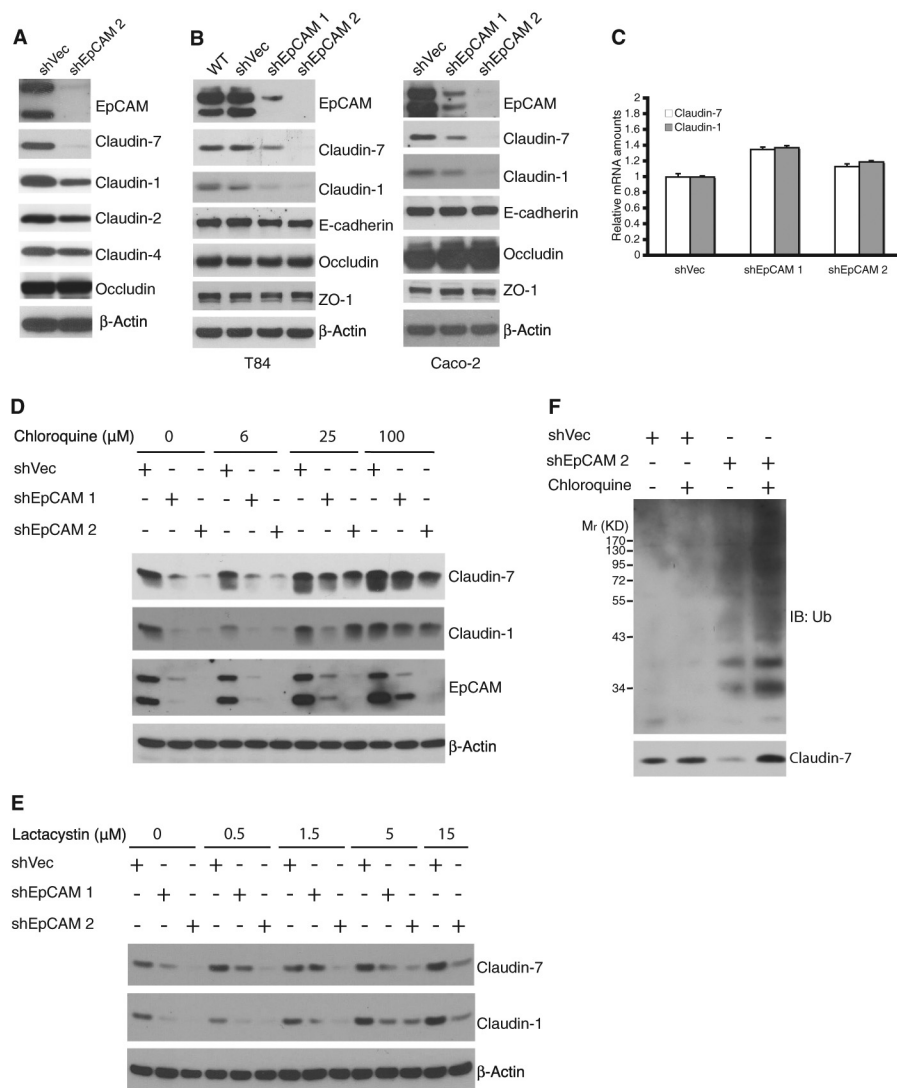 A
shVec
shEpCAM 2
EpCAM
Claudin-7
Claudin-1
Claudin-2
Claudin-4
Occludin
β-Actin
B
WT
shVec
shEpCAM 1
shEpCAM 2
EpCAM
Claudin-7
Claudin-1
E-cadherin
Occludin
ZO-1
β-Actin
T84
shVec
shEpCAM 1
shEpCAM 2
EpCAM
Claudin-7
Claudin-1
E-cadherin
Occludin
ZO-1
β-Actin
Caco-2
C
Relative mRNA amounts
2
1.8
1.6
1.4
1.2
1
0.8
0.6
0.4
0.2
0
Claudin-7
Claudin-1
shVec shEpCAM 1 shEpCAM 2
D
Chloroquine (μM) 0 6 25 100
shVec + - - + - - + - - + - -
shEpCAM 1 - + - - + - - + - - + -
shEpCAM 2 - - + - - + - - + - - +
Claudin-7
Claudin-1
EpCAM
β-Actin
E
Lactacystin (μM) 0 0.5 1.5 5 15
shVec + - - + - - + - - + - - + -
shEpCAM 1 - + - - + - - + - - + - - -
shEpCAM 2 - - + - - + - - + - - + - +
Claudin-7
Claudin-1
β-Actin
F
shVec + + - -
shEpCAM 2 - - + +
Chloroquine - + - +
Mr (KD)
170
130
95
72
55
43
34
IB: Ub
Claudin-7